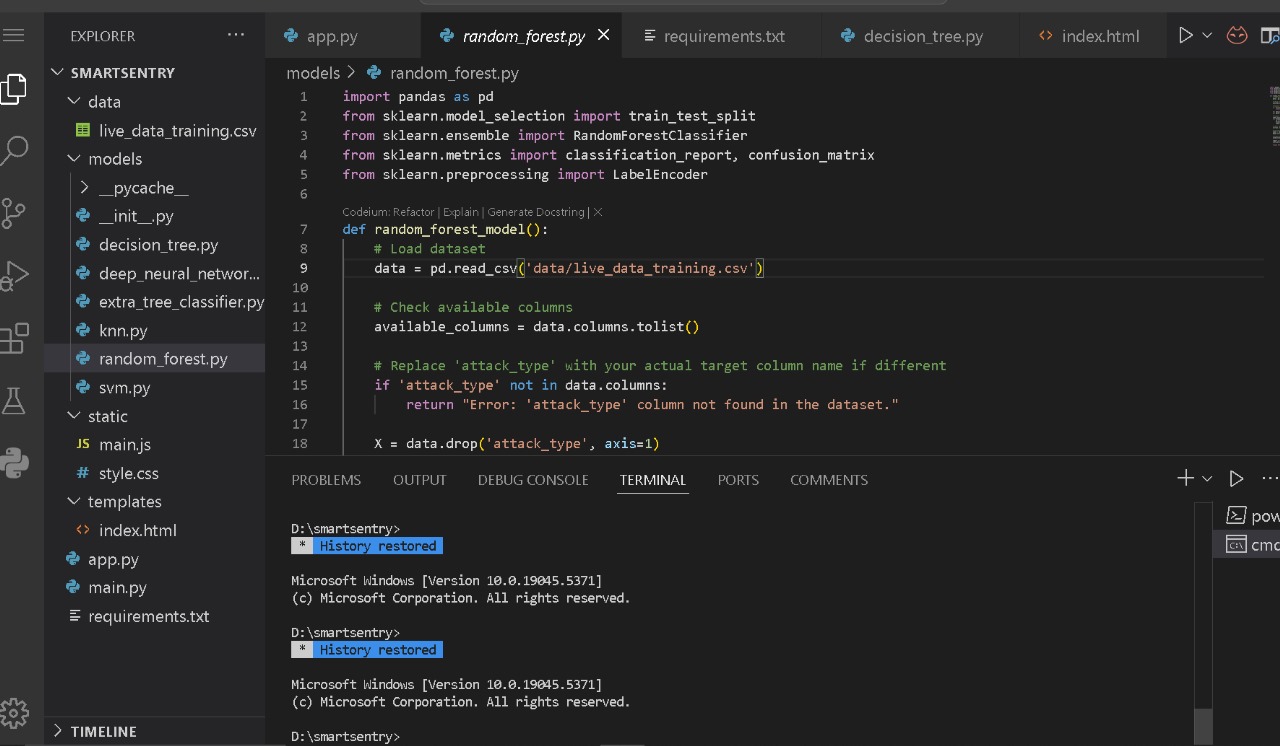 EXPLORER
SMARTSENTRY
data
live_data_training.csv
models
__pycache__
__init__.py
decision_tree.py
deep_neural_networ...
extra_tree_classifier.py
knn.py
random_forest.py
svm.py
static
JS main.js
# style.css
templates
<> index.html
app.py
main.py
requirements.txt
TIMELINE
app.py random_forest.py requirements.txt decision_tree.py <> index.html
models > random_forest.py
1 import pandas as pd
2 from sklearn.model_selection import train_test_split
3 from sklearn.ensemble import RandomForestClassifier
4 from sklearn.metrics import classification_report, confusion_matrix
5 from sklearn.preprocessing import LabelEncoder
6
Codeium: Refactor | Explain | Generate Docstring | ×
7 def random_forest_model():
8 # Load dataset
9 data = pd.read_csv('data/live_data_training.csv')
10
11 # Check available columns
12 available_columns = data.columns.tolist()
13
14 # Replace 'attack_type' with your actual target column name if different
15 if 'attack_type' not in data.columns:
16 return "Error: 'attack_type' column not found in the dataset."
17
18 X = data.drop('attack_type', axis=1)
PROBLEMS OUTPUT DEBUG CONSOLE TERMINAL PORTS COMMENTS
D:\smartsentry>
* History restored
Microsoft Windows [Version 10.0.19045.5371]
(c) Microsoft Corporation. All rights reserved.
D:\smartsentry>
* History restored
Microsoft Windows [Version 10.0.19045.5371]
(c) Microsoft Corporation. All rights reserved.
D:\smartsentry>
pow
cmd